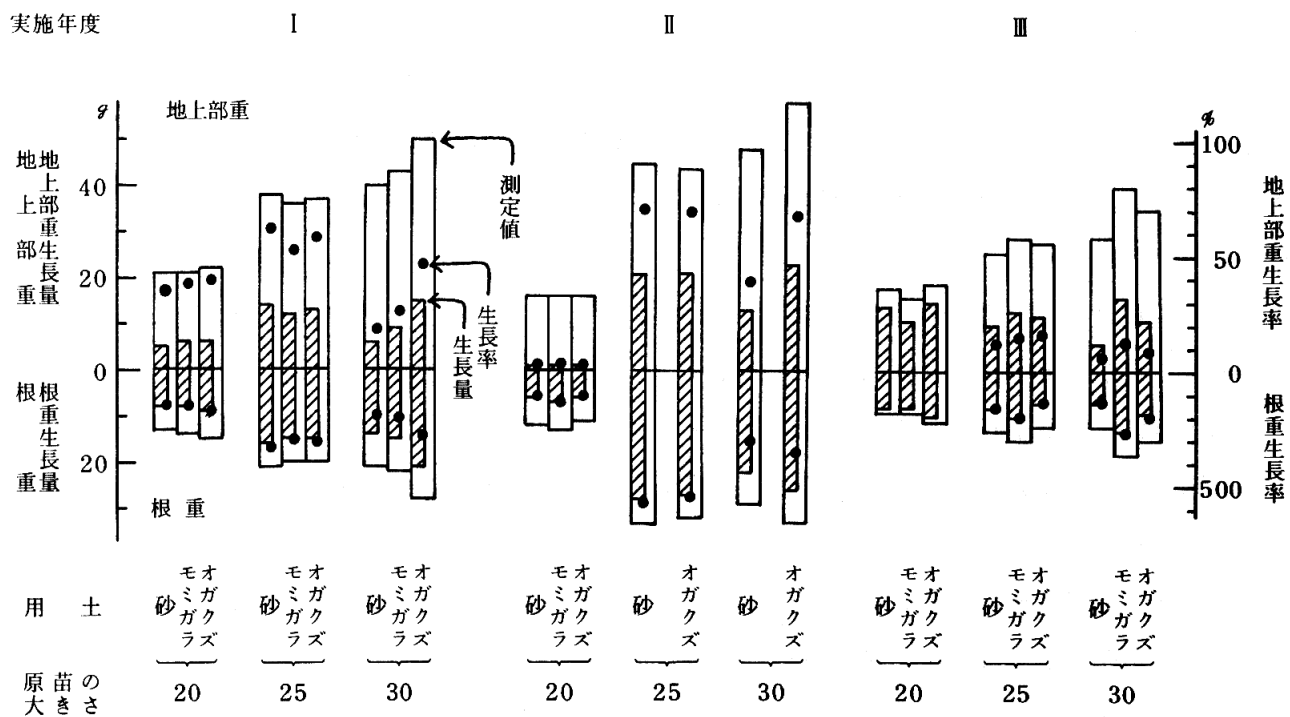 実施年度 I II III
g 地上部重 %
地上部重
地上部重生長量
40
20
0
20
根重
根重生長量
根重
測定値
生長率
生長量
100
50
0
500
地上部重生長率
根重生長率
用土 砂 モミガラ オガクズ 砂 モミガラ オガクズ 砂 モミガラ オガクズ 砂 モミガラ オガクズ 砂 オガクズ 砂 オガクズ 砂 モミガラ オガクズ 砂 モミガラ オガクズ 砂 モミガラ オガクズ
原苗の大きさ 20 25 30 20 25 30 20 25 30